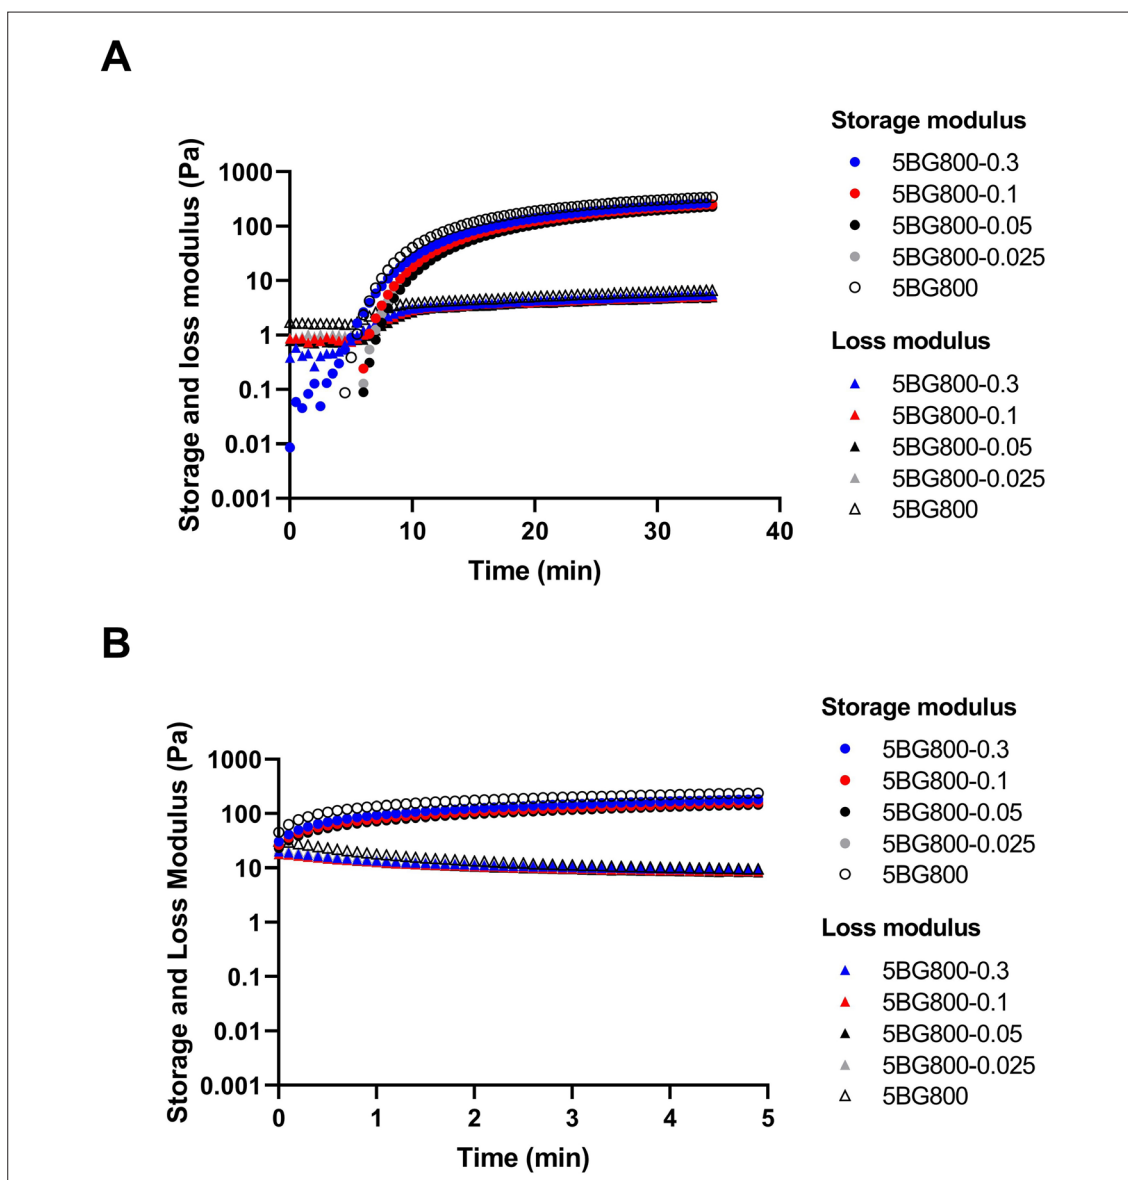 A
Storage and loss modulus (Pa)
1000
100
10
1
0.1
0.01
0.001
0
10
20
30
40
Time (min)
Storage modulus
5BG800-0.3
5BG800-0.1
5BG800-0.05
5BG800-0.025
5BG800
Loss modulus
5BG800-0.3
5BG800-0.1
5BG800-0.05
5BG800-0.025
5BG800
B
Storage and Loss Modulus (Pa)
1000
100
10
1
0.1
0.01
0.001
0
1
2
3
4
5
Time (min)
Storage modulus
5BG800-0.3
5BG800-0.1
5BG800-0.05
5BG800-0.025
5BG800
Loss modulus
5BG800-0.3
5BG800-0.1
5BG800-0.05
5BG800-0.025
5BG800